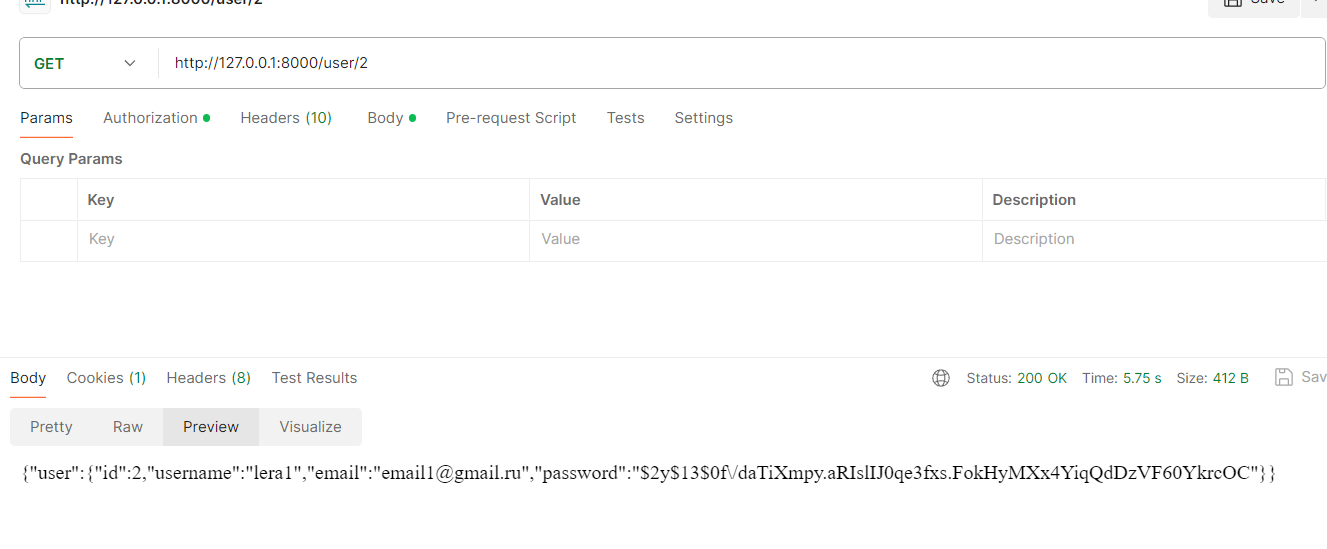 http://127.0.0.1:8000/user/2 Save
GET http://127.0.0.1:8000/user/2
Params Authorization Headers (10) Body Pre-request Script Tests Settings
Query Params
Key Value Description
Key Value Description
Body Cookies (1) Headers (8) Test Results Status: 200 OK Time: 5.75 s Size: 412 B Sav
Pretty Raw Preview Visualize
{"user":{"id":2,"username":"lera1","email":"email1@gmail.ru","password":"$2y$13$0f\/daTiXmpy.aRIslIJ0qe3fxs.FokHyMXx4YiqQdDzVF60YkrcOC"}}